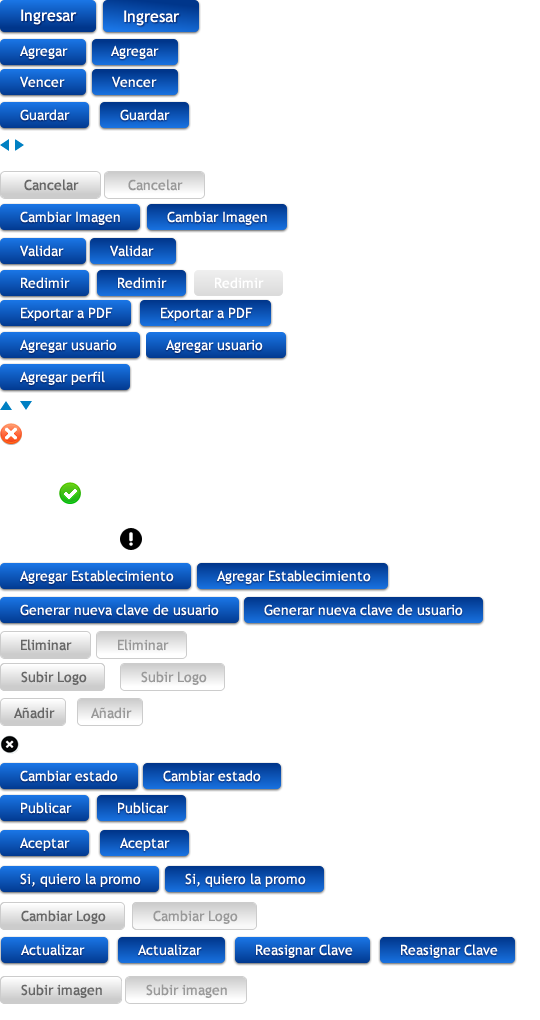 Ingresar Ingresar
Agregar Agregar
Vencer Vencer
Guardar Guardar
Cancelar Cancelar
Cambiar Imagen Cambiar Imagen
Validar Validar
Redimir Redimir Redimir
Exportar a PDF Exportar a PDF
Agregar usuario Agregar usuario
Agregar perfil
Agregar Establecimiento Agregar Establecimiento
Generar nueva clave de usuario Generar nueva clave de usuario
Eliminar Eliminar
Subir Logo Subir Logo
Añadir Añadir
Cambiar estado Cambiar estado
Publicar Publicar
Aceptar Aceptar
Si, quiero la promo Si, quiero la promo
Cambiar Logo Cambiar Logo
Actualizar Actualizar Reasignar Clave Reasignar Clave
Subir imagen Subir imagen